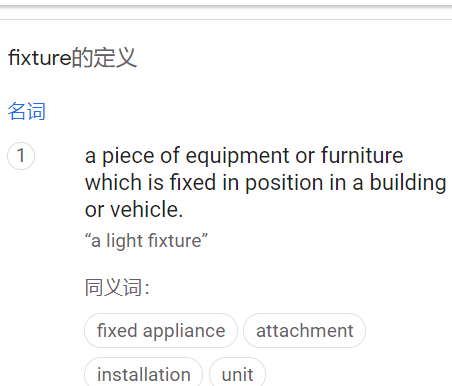 fixture的定义
名词
1
a piece of equipment or furniture
which is fixed in position in a building
or vehicle.
“a light fixture”
同义词：
fixed appliance attachment
installation unit